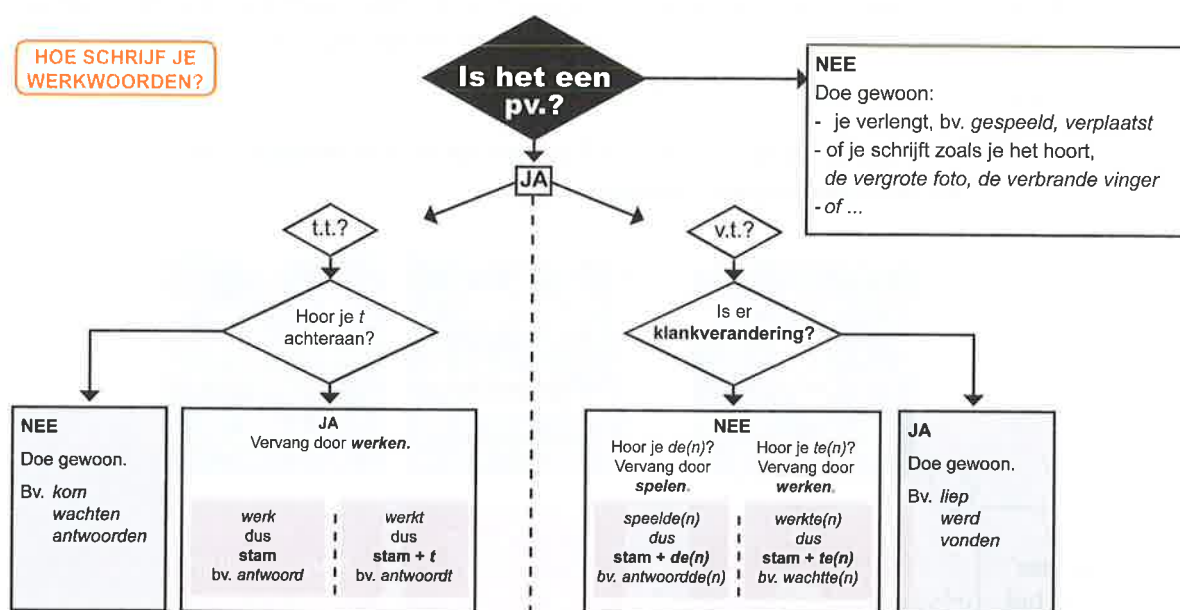 HOE SCHRIJF JE
WERKWOORDEN?
Is het een
pv.?
NEE
Doe gewoon:
- je verlengt, bv. gespeeld, verplaatst
- of je schrijft zoals je het hoort,
de vergrote foto, de verbrande vinger
- of ...
JA
t.t.?
v.t.?
Hoor je t
achteraan?
Is er
klankverandering?
NEE
Doe gewoon.
Bv. kom
wachten
antwoorden
JA
Vervang door werken.
werk
dus
stam
bv. antwoord
werkt
dus
stam + t
bv. antwoordt
NEE
Hoor je de(n)?
Vervang door
spelen.
speelde(n)
dus
stam + de(n)
bv. antwoordde(n)
Hoor je te(n)?
Vervang door
werken.
werkte(n)
dus
stam + te(n)
bv. wachtte(n)
JA
Doe gewoon.
Bv. liep
werd
vonden